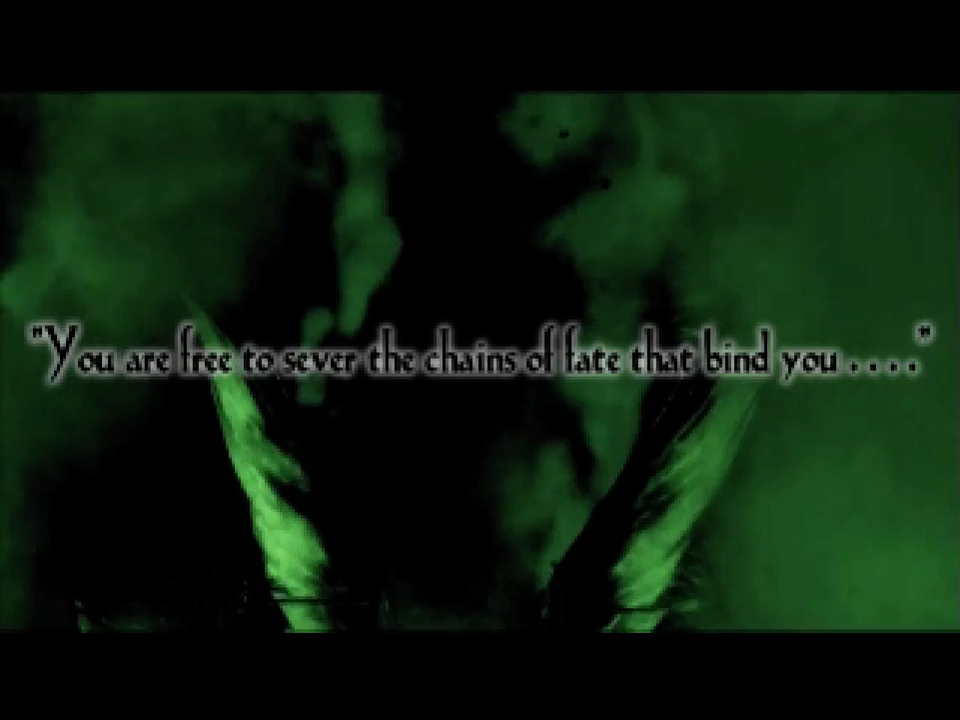 "You are free to sever the chains of fate that bind you . . . ."